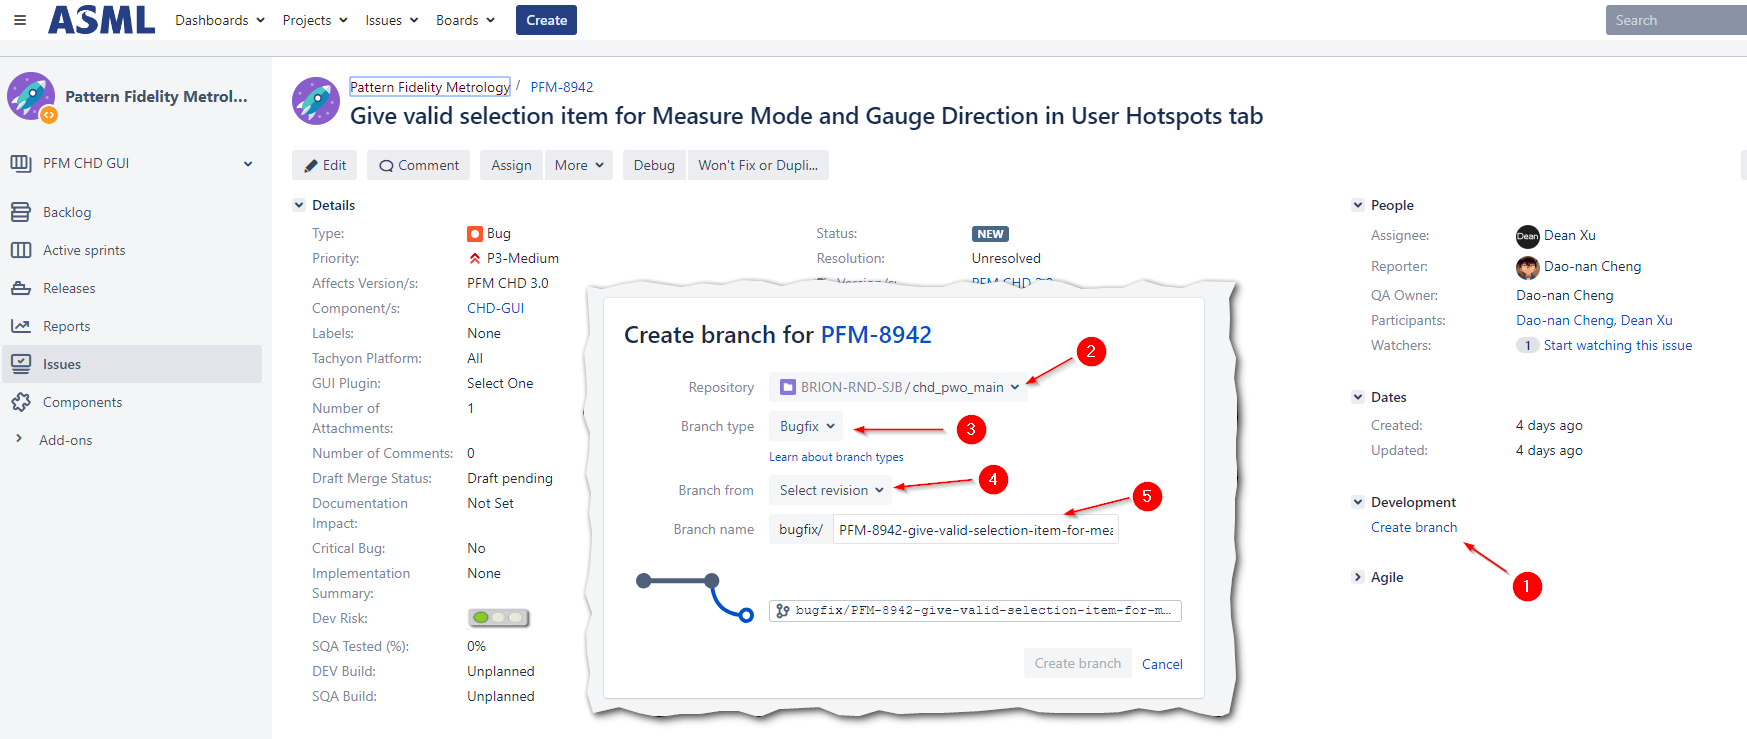 ASML Dashboards Projects Issues Boards Create Search
Pattern Fidelity Metrol...
PFM CHD GUI
Backlog
Active sprints
Releases
Reports
Issues
Components
Add-ons
Pattern Fidelity Metrology / PFM-8942
Give valid selection item for Measure Mode and Gauge Direction in User Hotspots tab
Edit Comment Assign More Debug Won't Fix or Dupli...
Details
Type: Bug
Priority: P3-Medium
Affects Version/s: PFM CHD 3.0
Component/s: CHD-GUI
Labels: None
Tachyon Platform: All
GUI Plugin: Select One
Number of Attachments: 1
Number of Comments: 0
Draft Merge Status: Draft pending
Documentation Impact: Not Set
Critical Bug: No
Implementation Summary: None
Dev Risk:
SQA Tested (%): 0%
DEV Build: Unplanned
SQA Build: Unplanned
Status: NEW
Resolution: Unresolved
Fix Version/s: PFM CHD 3.0
Create branch for PFM-8942
2
Repository BRION-RND-SJB / chd_pwo_main
Branch type Bugfix
3
Learn about branch types
Branch from Select revision
4
5
Branch name bugfix/ PFM-8942-give-valid-selection-item-for-mea
bugfix/PFM-8942-give-valid-selection-item-for-m...
Create branch Cancel
People
Assignee: Dean Dean Xu
Reporter: Dao-nan Cheng
QA Owner: Dao-nan Cheng
Participants: Dao-nan Cheng, Dean Xu
Watchers: 1 Start watching this issue
Dates
Created: 4 days ago
Updated: 4 days ago
Development
Create branch
1
Agile